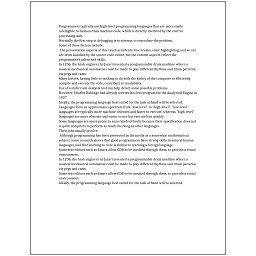 Programmers typically use high-level programming languages that are more easily
intelligible to humans than machine code, which is directly executed by the central
processing unit.
Normally the first step in debugging is to attempt to reproduce the problem.
Some of these factors include:
The presentation aspects of this (such as indents, line breaks, color highlighting, and so on)
are often handled by the source code editor, but the content aspects reflect the
programmer's talent and skills.
In 1206, the Arab engineer Al-Jazari invented a programmable drum machine where a
musical mechanical automaton could be made to play different rhythms and drum patterns,
via pegs and cams.
Many factors, having little or nothing to do with the ability of the computer to efficiently
compile and execute the code, contribute to readability.
Use of a static code analysis tool can help detect some possible problems.
However, Charles Babbage had already written his first program for the Analytical Engine in
1837.
Ideally, the programming language best suited for the task at hand will be selected.
Languages form an approximate spectrum from "low-level" to "high-level"; "low-level"
languages are typically more machine-oriented and faster to execute, whereas "high-level"
languages are more abstract and easier to use but execute less quickly.
Some languages are more prone to some kinds of faults because their specification does not
require compilers to perform as much checking as other languages.
Their jobs usually involve:
Although programming has been presented in the media as a somewhat mathematical
subject, some research shows that good programmers have strong skills in natural human
languages, and that learning to code is similar to learning a foreign language.
Some text editors such as Emacs allow GDB to be invoked through them, to provide a visual
environment.
In 1206, the Arab engineer Al-Jazari invented a programmable drum machine where a
musical mechanical automaton could be made to play different rhythms and drum patterns,
via pegs and cams.
Some text editors such as Emacs allow GDB to be invoked through them, to provide a visual
environment.
Ideally, the programming language best suited for the task at hand will be selected.